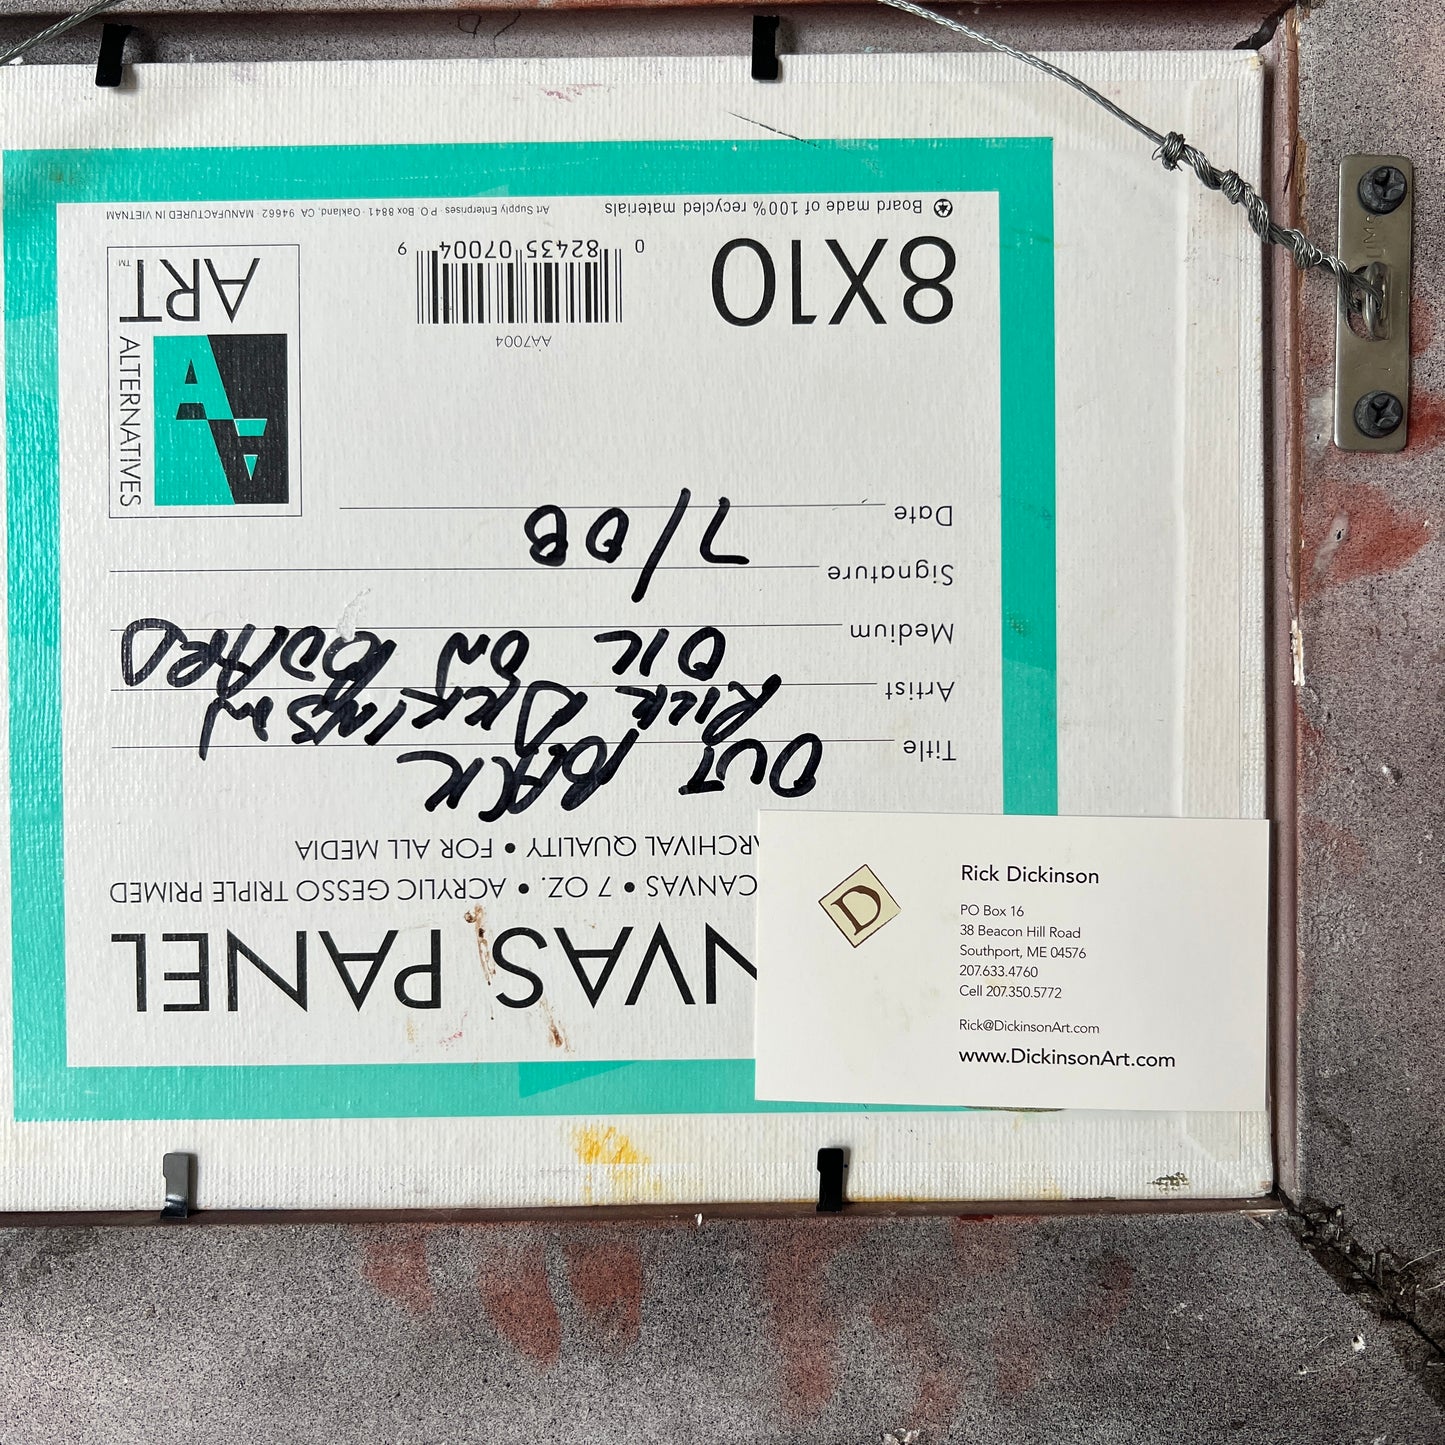 CANVAS PANEL
CANVAS • 7 OZ. • ACRYLIC GESSO TRIPLE PRIMED
ARCHIVAL QUALITY • FOR ALL MEDIA
Title OUT BACK
Artist RICK DICKINSON
Medium OIL ON BOARD
Signature
Date 7/08
ALTERNATIVES
ART™
AA7004
8X10
0 82435 07004 9
Board made of 100% recycled materials
Art Supply Enterprises · P.O. Box 8841 · Oakland, CA 94662 · MANUFACTURED IN VIETNAM
D
Rick Dickinson
PO Box 16
38 Beacon Hill Road
Southport, ME 04576
207.633.4760
Cell 207.350.5772
Rick@DickinsonArt.com
www.DickinsonArt.com